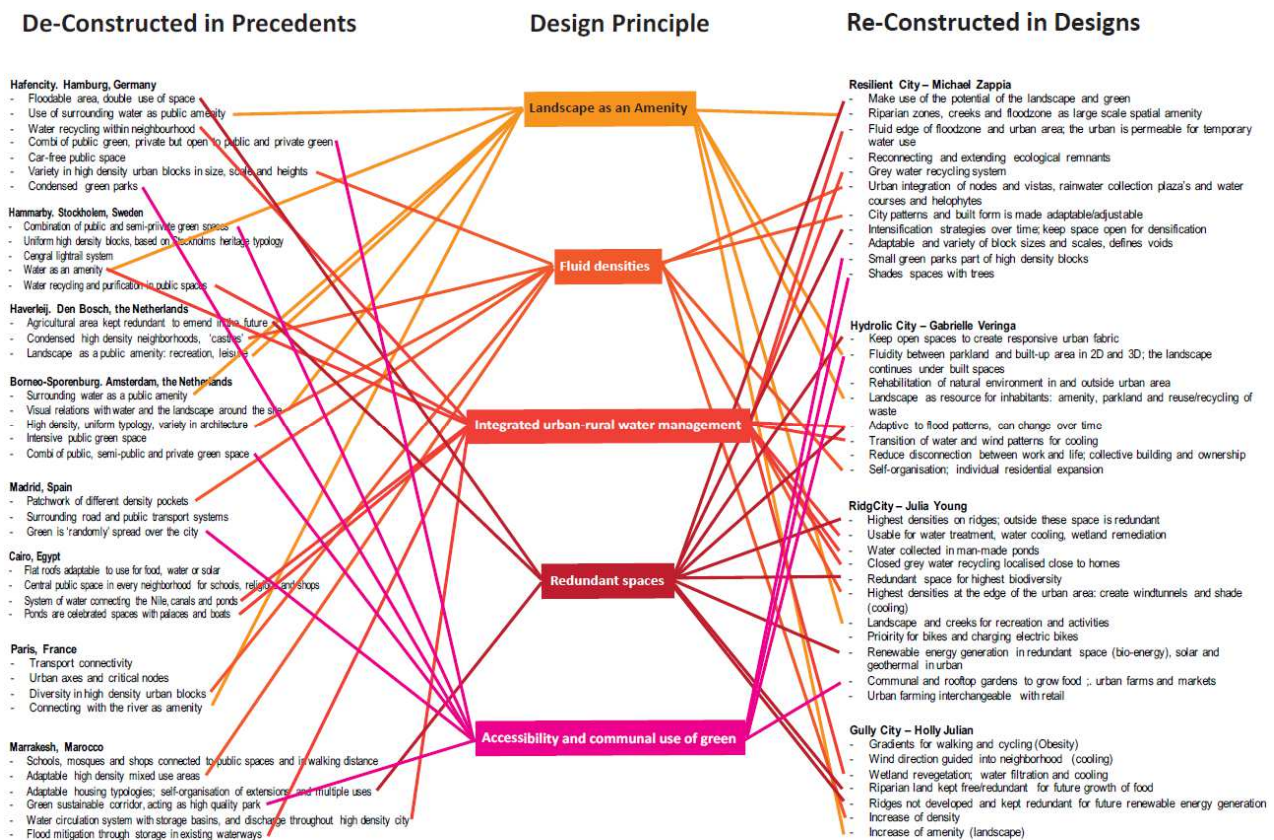 De-Constructed in Precedents
Design Principle
Re-Constructed in Designs
Hafencity. Hamburg, Germany
- Floodable area, double use of space
- Use of surrounding water as public amenity
- Water recycling within neighbourhood
- Combi of public green, private but open to public and private green
- Car-free public space
- Variety in high density urban blocks in size, scale and heights
- Condensed green parks
Hammarby. Stockholem, Sweden
- Combination of public and semi-private green spaces
- Uniform high density blocks, based on Stockholms heritage typology
- Cengral lightrail system
- Water as an amenity
- Water recycling and purification in public spaces
Haverleij. Den Bosch, the Netherlands
- Agricultural area kept redundant to emend in the future
- Condensed high density neighborhoods, 'castles'
- Landscape as a public amenity: recreation, leisure
Borneo-Sporenburg. Amsterdam, the Netherlands
- Surrounding water as a public amenity
- Visual relations with water and the landscape around the site
- High density, uniform typology, variety in architecture
- Intensive public green space
- Combi of public, semi-public and private green space
Madrid, Spain
- Patchwork of different density pockets
- Surrounding road and public transport systems
- Green is 'randomly' spread over the city
Cairo, Egypt
- Flat roofs adaptable to use for food, water or solar
- Central public space in every neighborhood for schools, religion and shops
- System of water connecting the Nile, canals and ponds
- Ponds are celebrated spaces with palaces and boats
Paris, France
- Transport connectivity
- Urban axes and critical nodes
- Diversity in high density urban blocks
- Connecting with the river as amenity
Marrakesh, Marocco
- Schools, mosques and shops connected to public spaces and in walking distance
- Adaptable high density mixed use areas
- Adaptable housing typologies; self-organisation of extensions and multiple uses
- Green sustainable corridor, acting as high quality park
- Water circulation system with storage basins, and discharge throughout high density city
- Flood mitigation through storage in existing waterways
Landscape as an Amenity
Fluid densities
Integrated urban-rural water management
Redundant spaces
Accessibility and communal use of green
Resilient City – Michael Zappia
- Make use of the potential of the landscape and green
- Riparian zones, creeks and floodzone as large scale spatial amenity
- Fluid edge of floodzone and urban area; the urban is permeable for temporary
water use
- Reconnecting and extending ecological remnants
- Grey water recycling system
- Urban integration of nodes and vistas, rainwater collection plaza's and water
courses and helophytes
- City patterns and built form is made adaptable/adjustable
- Intensification strategies over time; keep space open for densification
- Adaptable and variety of block sizes and scales, defines voids
- Small green parks part of high density blocks
- Shades spaces with trees
Hydrolic City – Gabrielle Veringa
- Keep open spaces to create responsive urban fabric
- Fluidity between parkland and built-up area in 2D and 3D; the landscape
continues under built spaces
- Rehabilitation of natural environment in and outside urban area
- Landscape as resource for inhabitants: amenity, parkland and reuse/recycling of
waste
- Adaptive to flood patterns, can change over time
- Transition of water and wind patterns for cooling
- Reduce disconnection between work and life; collective building and ownership
- Self-organisation; individual residential expansion
RidgCity – Julia Young
- Highest densities on ridges; outside these space is redundant
- Usable for water treatment, water cooling, wetland remediation
- Water collected in man-made ponds
- Closed grey water recycling localised close to homes
- Redundant space for highest biodiversity
- Highest densities at the edge of the urban area: create windtunnels and shade
(cooling)
- Landscape and creeks for recreation and activities
- Prioirity for bikes and charging electric bikes
- Renewable energy generation in redundant space (bio-energy), solar and
geothermal in urban
- Communal and rooftop gardens to grow food ;. urban farms and markets
- Urban farming interchangeable with retail
Gully City – Holly Julian
- Gradients for walking and cycling (Obesity)
- Wind direction guided into neighborhood (cooling)
- Wetland revegetation; water filtration and cooling
- Riparian land kept free/redundant for future growth of food
- Ridges not developed and kept redundant for future renewable energy generation
- Increase of density
- Increase of amenity (landscape)